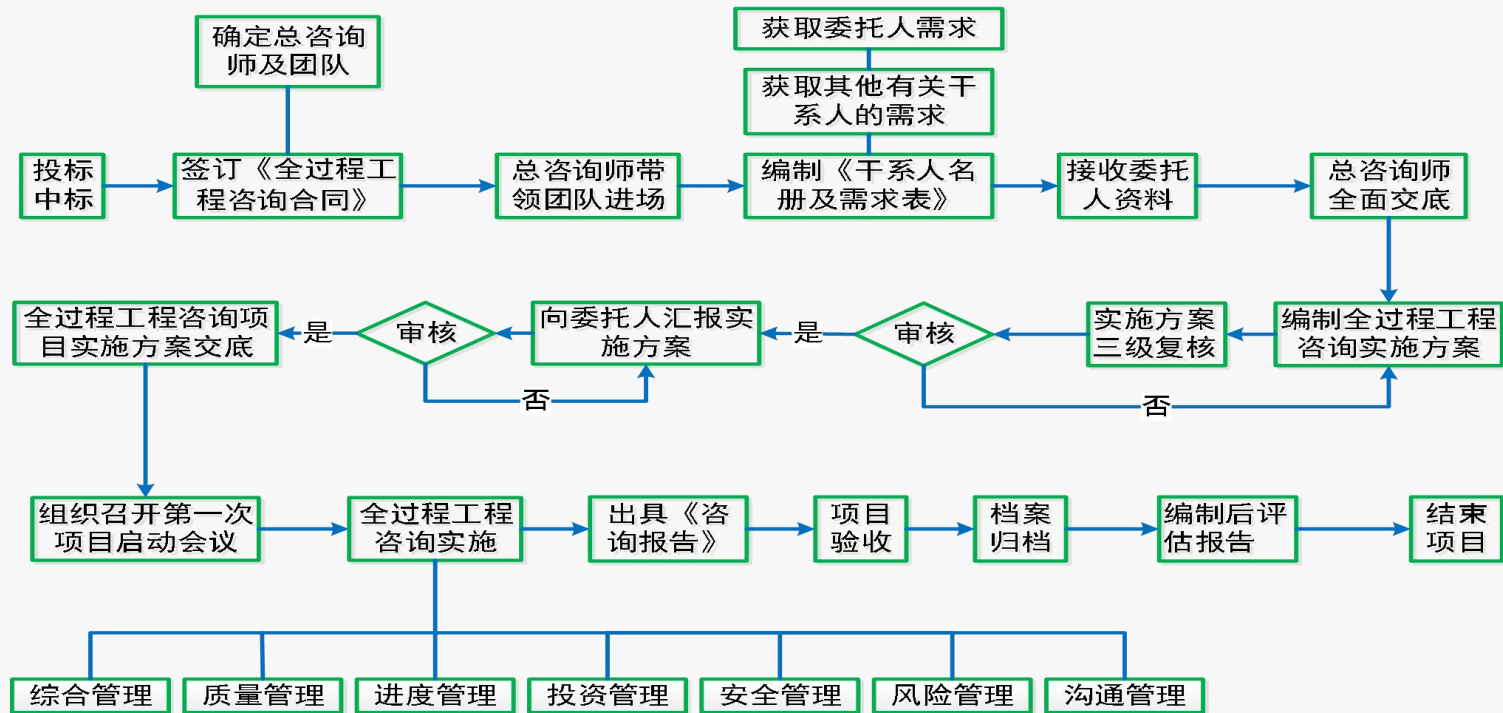 确定总咨询
师及团队
获取委托人需求
获取其他有关干
系人的需求
投标
中标
签订《全过程工
程咨询合同》
总咨询师带
领团队进场
编制《干系人名
册及需求表》
接收委托
人资料
总咨询师
全面交底
全过程工程咨询项
目实施方案交底
是
审核
否
向委托人汇报实
施方案
是
审核
否
实施方案
三级复核
编制全过程工程
咨询实施方案
组织召开第一次
项目启动会议
全过程工程
咨询实施
出具《咨
询报告》
项目
验收
档案
归档
编制后评
估报告
结束
项目
综合管理
质量管理
进度管理
投资管理
安全管理
风险管理
沟通管理